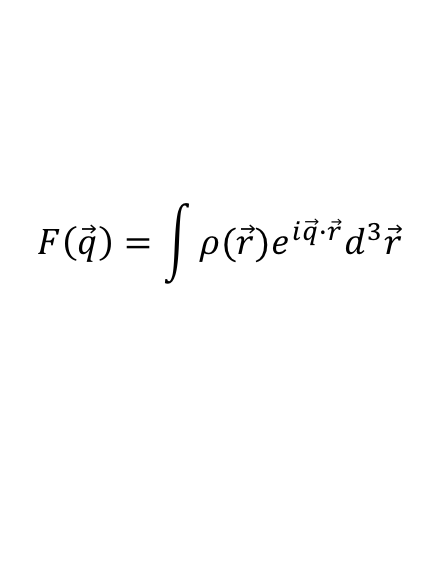 F(q⃗) = ∫ ρ(r⃗)e^{iq⃗·r⃗}d³r⃗